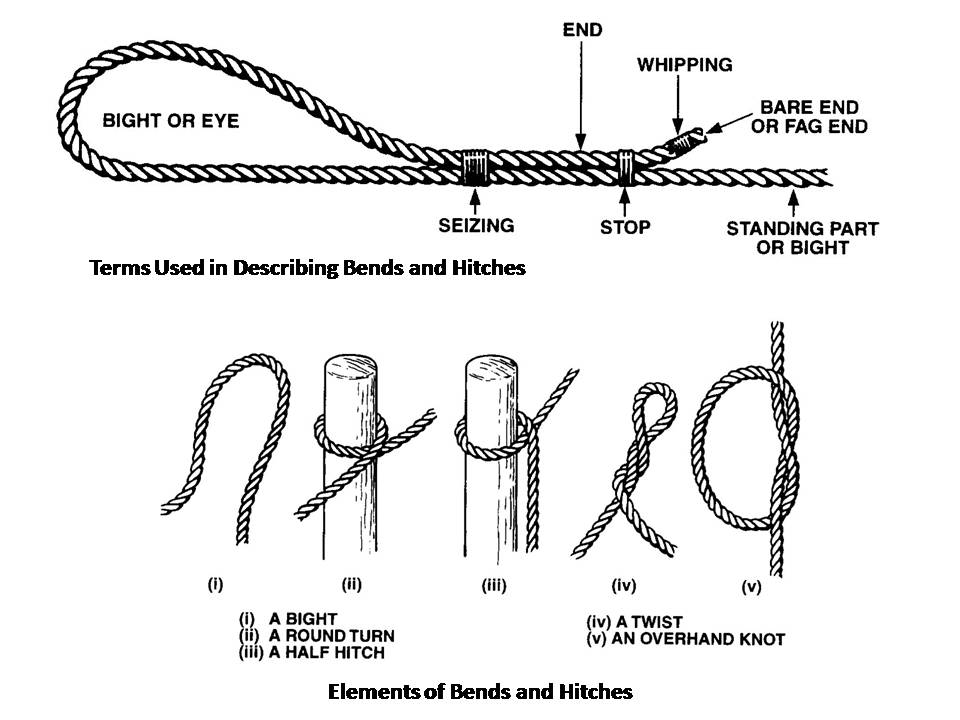 END
WHIPPING
BARE END
OR FAG END
BIGHT OR EYE
SEIZING
STOP
STANDING PART
OR BIGHT
Terms Used in Describing Bends and Hitches
(i)
(ii)
(iii)
(iv)
(v)
(i) A BIGHT
(ii) A ROUND TURN
(iii) A HALF HITCH
(iv) A TWIST
(v) AN OVERHAND KNOT
Elements of Bends and Hitches